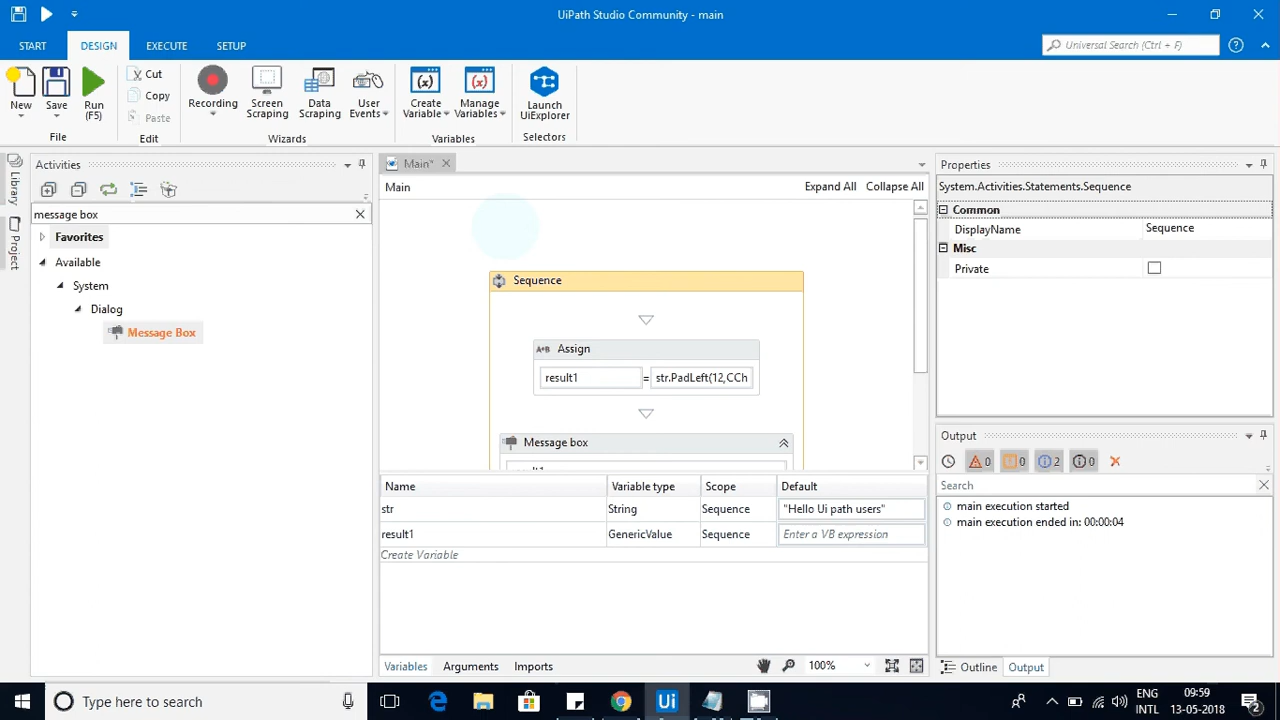 UiPath Studio Community - main
START DESIGN EXECUTE SETUP
Universal Search (Ctrl + F)
New Save Run (F5)
File
Cut
Copy
Paste
Edit
Recording Screen Scraping Data Scraping User Events
Wizards
Create Variable Manage Variables
Variables
Launch UiExplorer
Selectors
Library
Project
Activities
message box
Favorites
Available
System
Dialog
Message Box
Main*
Main
Expand All Collapse All
Sequence
A+B Assign
result1 = str.PadLeft(12,CCh
Message box
Name Variable type Scope Default
str String Sequence "Hello Ui path users"
result1 GenericValue Sequence Enter a VB expression
Create Variable
Variables Arguments Imports 100%
Properties
System.Activities.Statements.Sequence
Common
DisplayName Sequence
Misc
Private
Output
0 0 2 0
Search
main execution started
main execution ended in: 00:00:04
Outline Output
Type here to search
Ui
ENG
INTL
09:59
13-05-2018
2